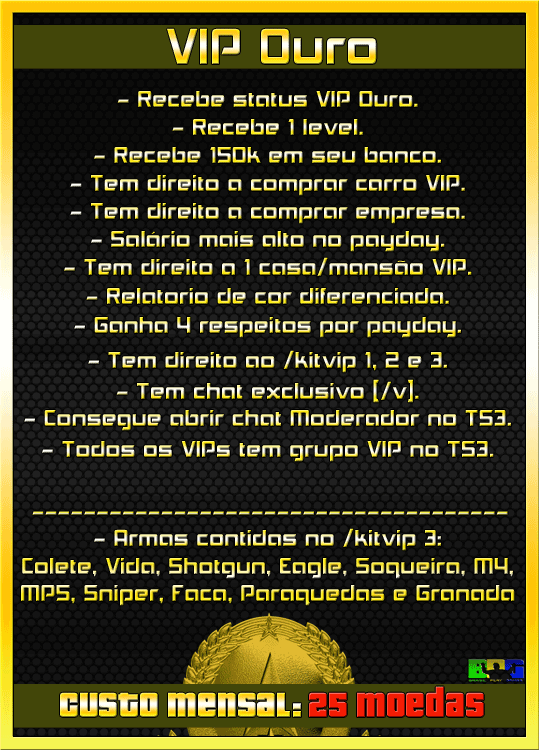 VIP Ouro
- Recebe status VIP Ouro.
- Recebe 1 level.
- Recebe 150k em seu banco.
- Tem direito a comprar carro VIP.
- Tem direito a comprar empresa.
- Salário mais alto no payday.
- Tem direito a 1 casa/mansão VIP.
- Relatorio de cor diferenciada.
- Ganha 4 respeitos por payday.
- Tem direito ao /kitvip 1, 2 e 3.
- Tem chat exclusivo [/v].
- Consegue abrir chat Moderador no TS3.
- Todos os VIPs tem grupo VIP no TS3.
--------------------------------------
- Armas contidas no /kitvip 3:
Colete, Vida, Shotgun, Eagle, Soqueira, M4,
MP5, Sniper, Faca, Paraquedas e Granada
custo mensal: 25 moedas